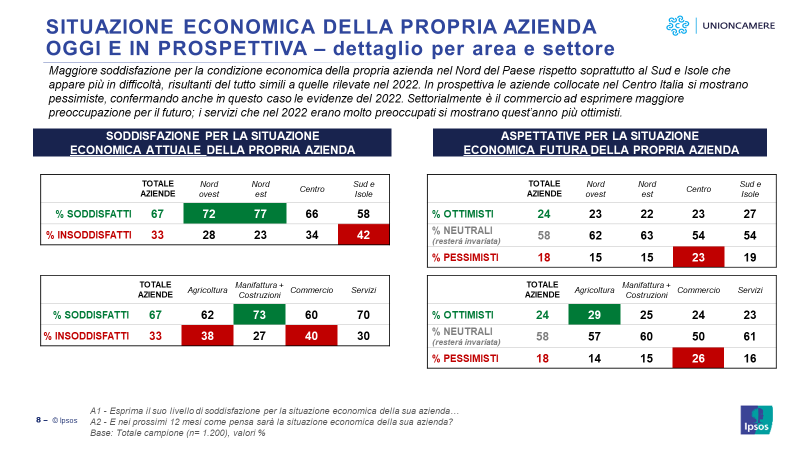 SITUAZIONE ECONOMICA DELLA PROPRIA AZIENDA
OGGI E IN PROSPETTIVA – dettaglio per area e settore
UNIONCAMERE
Maggiore soddisfazione per la condizione economica della propria azienda nel Nord del Paese rispetto soprattutto al Sud e Isole che
appare più in difficoltà, risultanti del tutto simili a quelle rilevate nel 2022. In prospettiva le aziende collocate nel Centro Italia si mostrano
pessimiste, confermando anche in questo caso le evidenze del 2022. Settorialmente è il commercio ad esprimere maggiore
preoccupazione per il futuro; i servizi che nel 2022 erano molto preoccupati si mostrano quest'anno più ottimisti.
SODDISFAZIONE PER LA SITUAZIONE
ECONOMICA ATTUALE DELLA PROPRIA AZIENDA
TOTALE AZIENDE Nord ovest Nord est Centro Sud e Isole
% SODDISFATTI 67 72 77 66 58
% INSODDISFATTI 33 28 23 34 42
TOTALE AZIENDE Agricoltura Manifattura + Costruzioni Commercio Servizi
% SODDISFATTI 67 62 73 60 70
% INSODDISFATTI 33 38 27 40 30
ASPETTATIVE PER LA SITUAZIONE
ECONOMICA FUTURA DELLA PROPRIA AZIENDA
TOTALE AZIENDE Nord ovest Nord est Centro Sud e Isole
% OTTIMISTI 24 23 22 23 27
% NEUTRALI (resterà invariata) 58 62 63 54 54
% PESSIMISTI 18 15 15 23 19
TOTALE AZIENDE Agricoltura Manifattura + Costruzioni Commercio Servizi
% OTTIMISTI 24 29 25 24 23
% NEUTRALI (resterà invariata) 58 57 60 50 61
% PESSIMISTI 18 14 15 26 16
A1 - Esprima il suo livello di soddisfazione per la situazione economica della sua azienda…
A2 - E nei prossimi 12 mesi come pensa sarà la situazione economica della sua azienda?
Base: Totale campione (n= 1.200), valori %
8 – © Ipsos
Ipsos